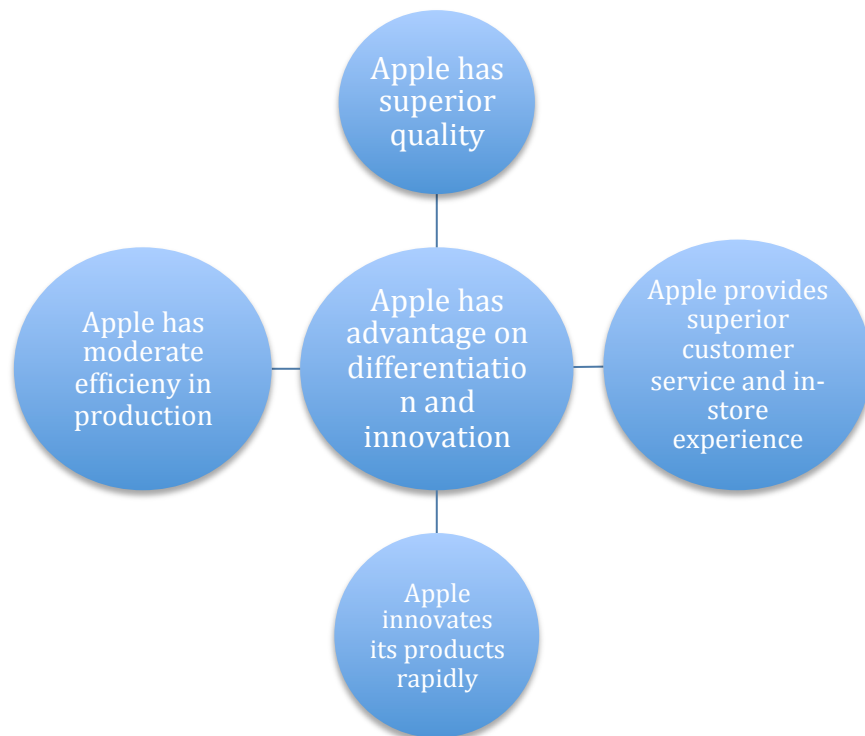 Apple has
superior
quality
Apple has
moderate
efficieny in
production
Apple has
advantage on
differentiatio
n and
innovation
Apple provides
superior
customer
service and in-
store
experience
Apple
innovates
its products
rapidly